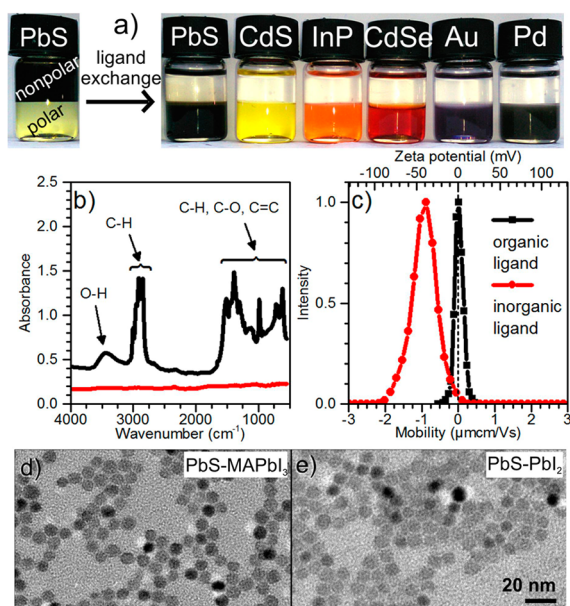 a)
PbS
nonpolar
polar
ligand
exchange
PbS CdS InP CdSe Au Pd
b)
2.5
2.0
1.5
1.0
0.5
0.0
Absorbance
O-H
C-H
C-H, C-O, C=C
4000 3000 2000 1000
Wavenumber (cm⁻¹)
Zeta potential (mV)
-100 -50 0 50 100
c)
1.0
0.5
0.0
Intensity
organic
ligand
inorganic
ligand
-3 -2 -1 0 1 2 3
Mobility (µmcm/Vs)
d)
PbS-MAPbI₃
e)
PbS-PbI₂
20 nm